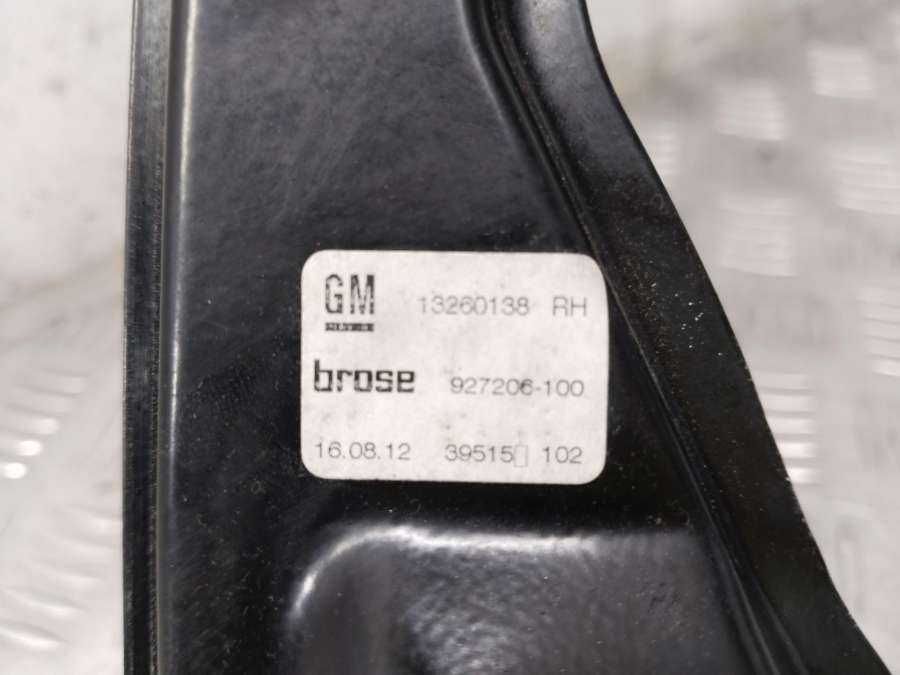 GM 13260138 RH
brose 927206-100
16.08.12 39515▯ 102